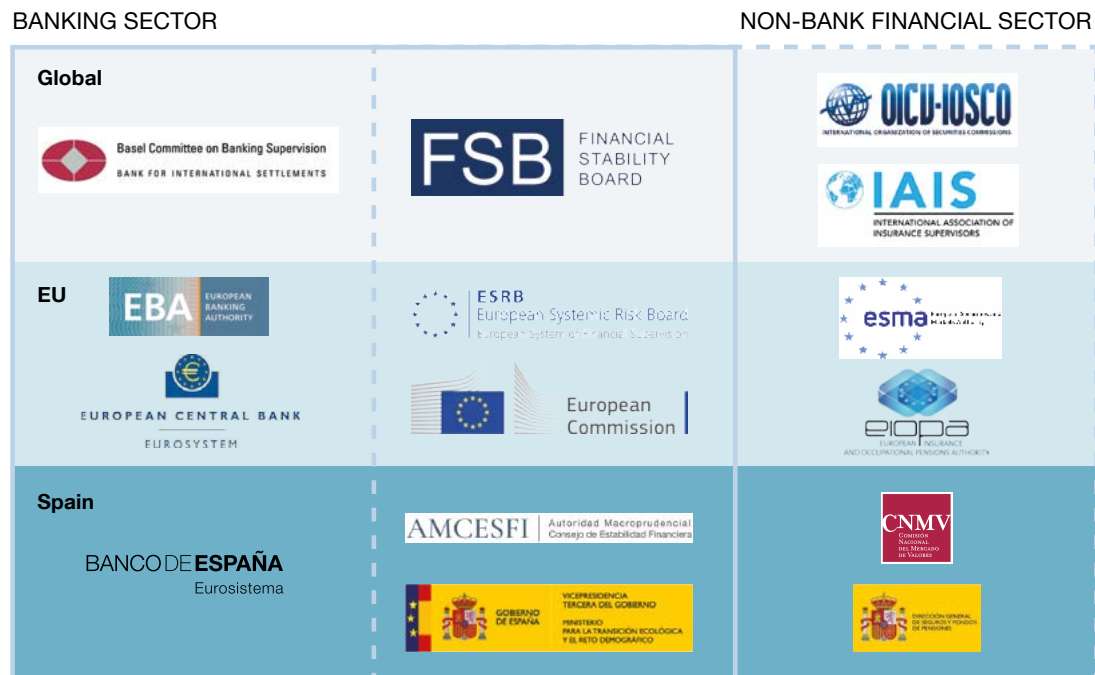 BANKING SECTOR
NON-BANK FINANCIAL SECTOR
Global
Basel Committee on Banking Supervision
BANK FOR INTERNATIONAL SETTLEMENTS
FSB
FINANCIAL
STABILITY
BOARD
OICU-IOSCO
INTERNATIONAL ORGANIZATION OF SECURITIES COMMISSIONS
IAIS
INTERNATIONAL ASSOCIATION OF
INSURANCE SUPERVISORS
EU
EBA
EUROPEAN
BANKING
AUTHORITY
€
EUROPEAN CENTRAL BANK
EUROSYSTEM
ESRB
European Systemic Risk Board
European System of Financial Supervision
European
Commission
esma
European Securities and
Markets Authority
eiopa
EUROPEAN INSURANCE
AND OCCUPATIONAL PENSIONS AUTHORITY
Spain
BANCO DE ESPAÑA
Eurosistema
AMCESFI
Autoridad Macroprudencial
Consejo de Estabilidad Financiera
GOBIERNO
DE ESPAÑA
VICEPRESIDENCIA
TERCERA DEL GOBIERNO
MINISTERIO
PARA LA TRANSICIÓN ECOLÓGICA
Y EL RETO DEMOGRÁFICO
CNMV
COMISIÓN
NACIONAL
DEL MERCADO
DE VALORES
DIRECCIÓN GENERAL
DE SEGUROS Y FONDOS
DE PENSIONES